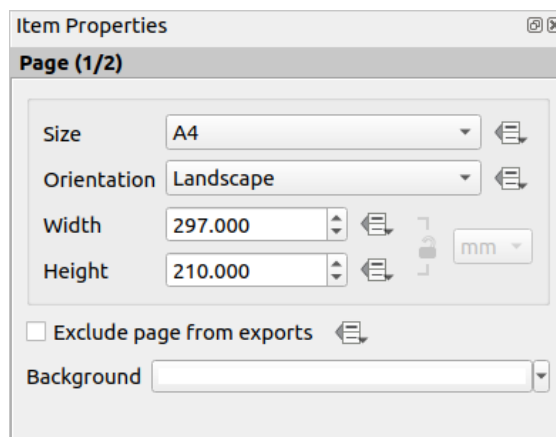 Item Properties
Page (1/2)
Size A4
Orientation Landscape
Width 297.000
mm
Height 210.000
Exclude page from exports
Background